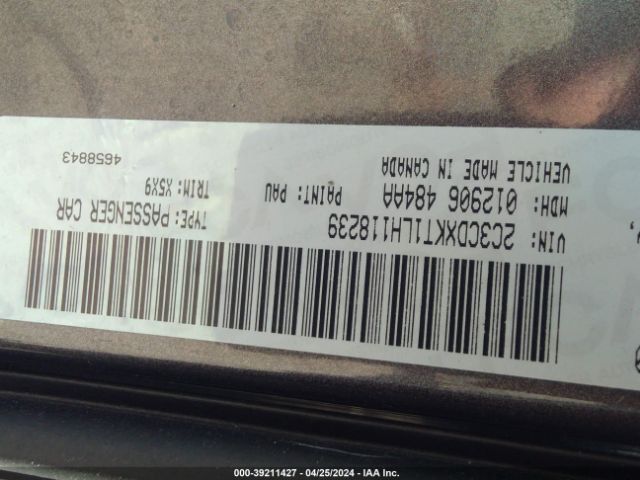 4658843
VEHICLE MADE IN CANADA
MDH: 012906 484AA PAINT: PAU TRIM: X5X9
VIN: 2C3CDXKT1LH118239 TYPE: PASSENGER CAR
000-39211427 - 04/25/2024 - IAA Inc.